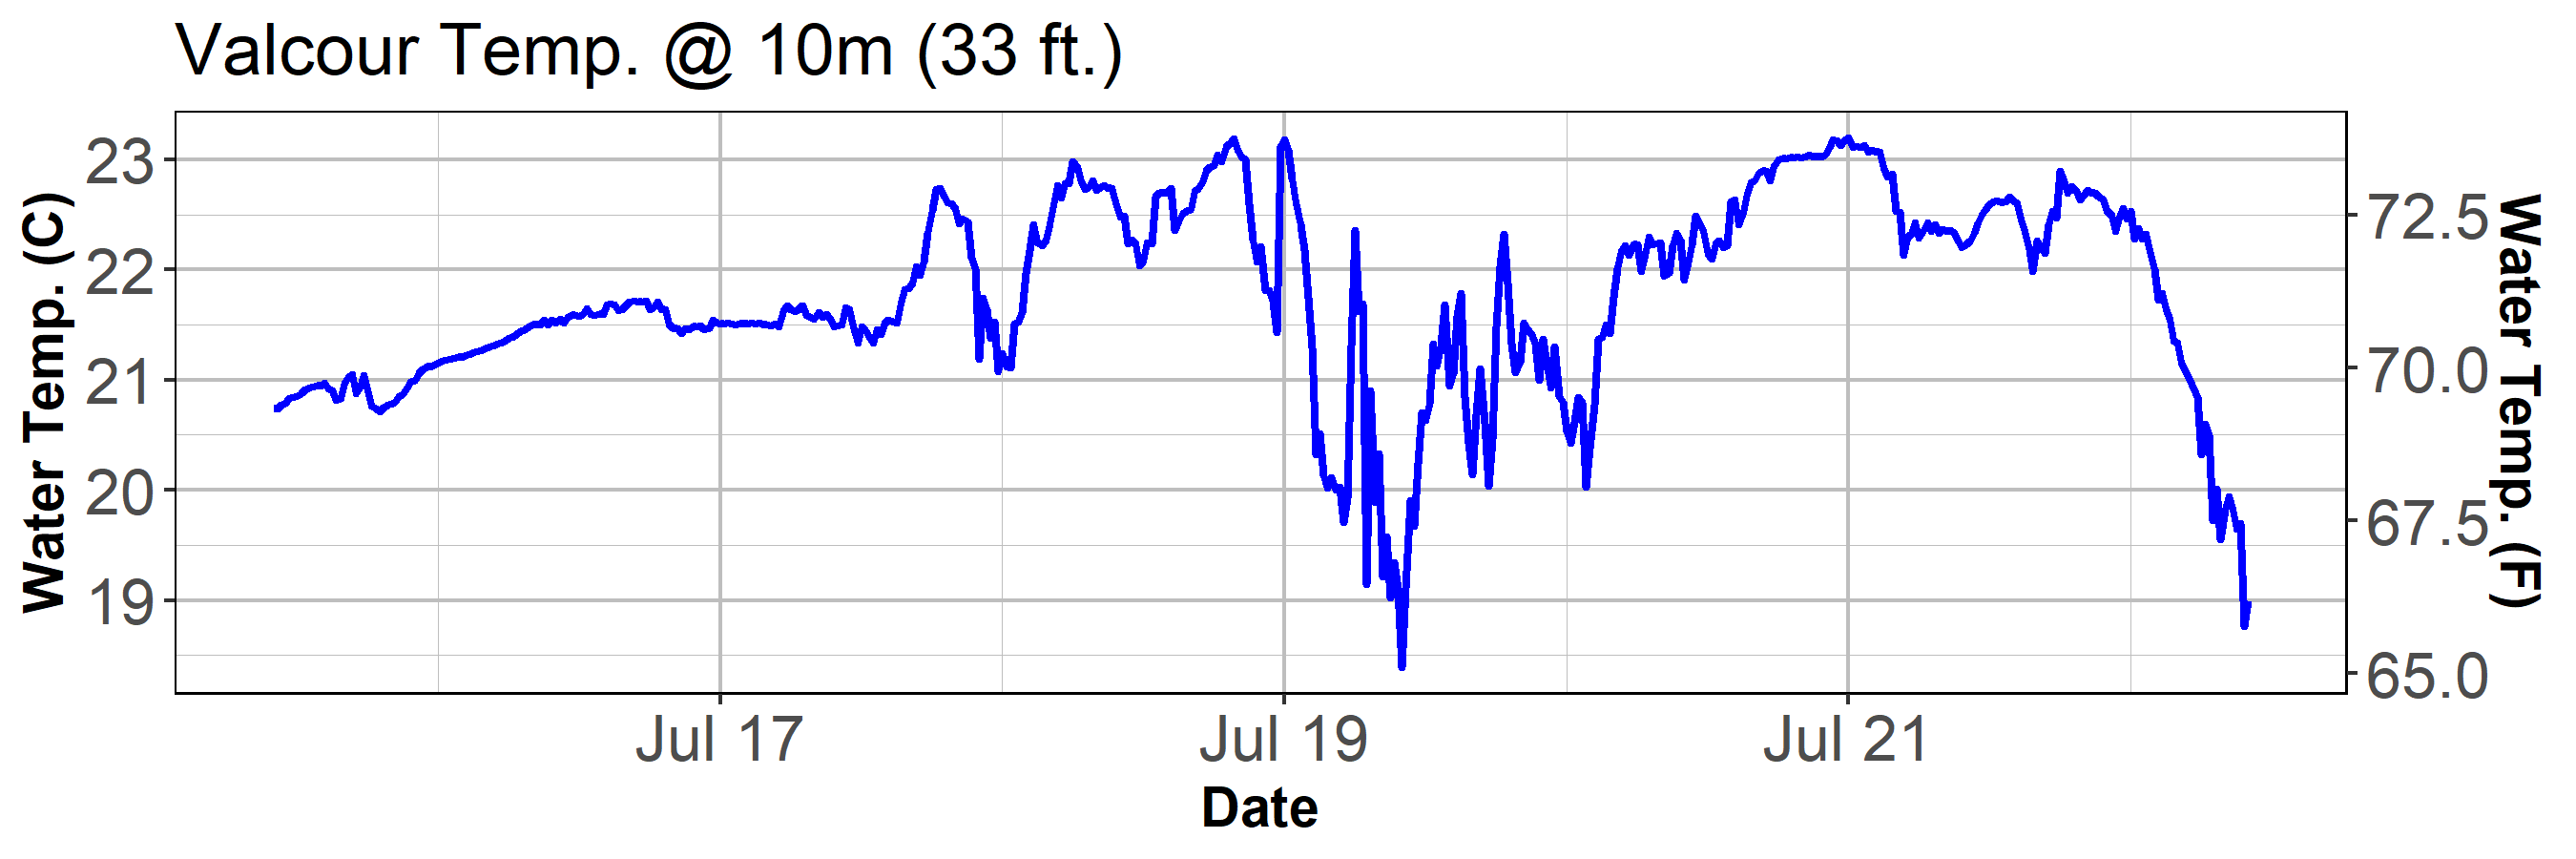 Valcour Temp. @ 10m (33 ft.)
Water Temp. (C)
23
22
21
20
19
72.5
70.0
67.5
65.0
Water Temp. (F)
Jul 17
Jul 19
Jul 21
Date